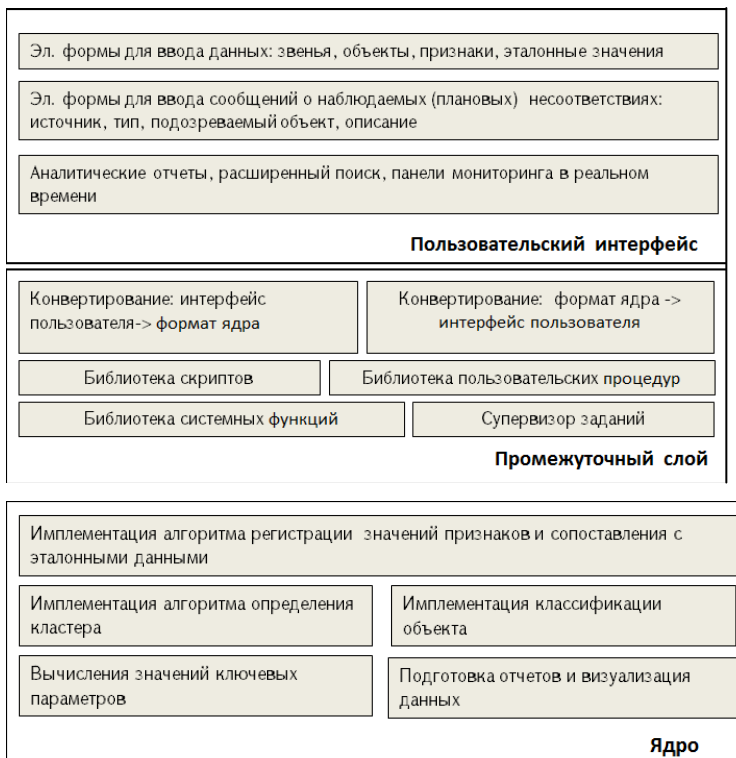 Эл. формы для ввода данных: звенья, объекты, признаки, эталонные значения
Эл. формы для ввода сообщений о наблюдаемых (плановых) несоответствиях:
источник, тип, подозреваемый объект, описание
Аналитические отчеты, расширенный поиск, панели мониторинга в реальном
времени
Пользовательский интерфейс
Конвертирование: интерфейс
пользователя-> формат ядра
Конвертирование: формат ядра ->
интерфейс пользователя
Библиотека скриптов
Библиотека пользовательских процедур
Библиотека системных функций
Супервизор заданий
Промежуточный слой
Имплементация алгоритма регистрации значений признаков и сопоставления с
эталонными данными
Имплементация алгоритма определения
кластера
Имплементация классификации
объекта
Вычисления значений ключевых
параметров
Подготовка отчетов и визуализация
данных
Ядро